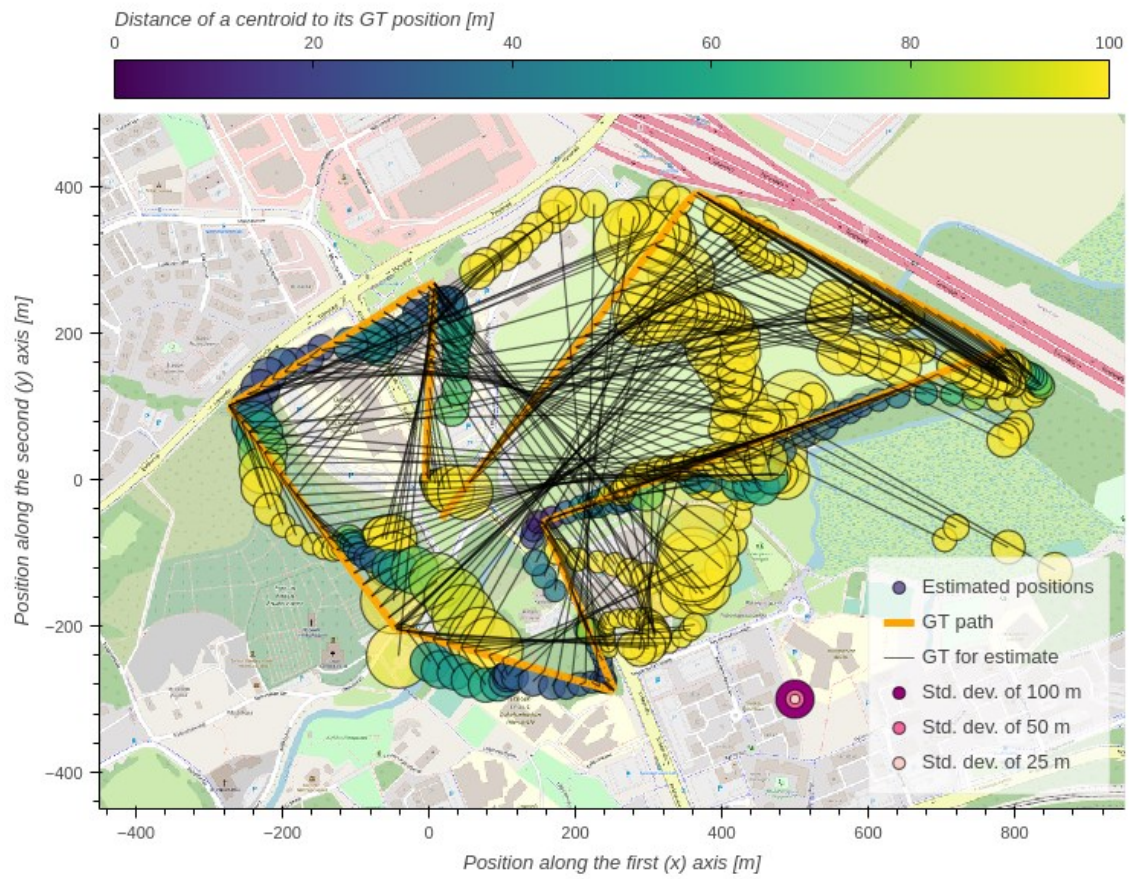 Distance of a centroid to its GT position [m]
0 20 40 60 80 100
Position along the second (y) axis [m]
400
200
0
−200
−400
Estimated positions
GT path
GT for estimate
Std. dev. of 100 m
Std. dev. of 50 m
Std. dev. of 25 m
−400 −200 0 200 400 600 800
Position along the first (x) axis [m]